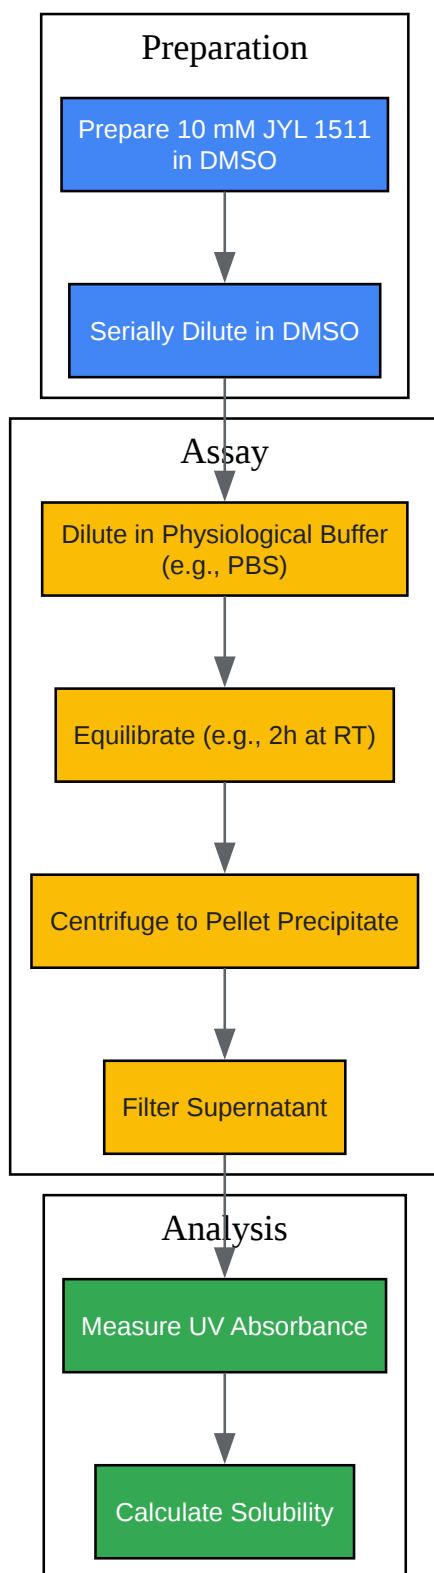 Preparation
Prepare 10 mM JYL 1511
in DMSO
Serially Dilute in DMSO
Assay
Dilute in Physiological Buffer
(e.g., PBS)
Equilibrate (e.g., 2h at RT)
Centrifuge to Pellet Precipitate
Filter Supernatant
Analysis
Measure UV Absorbance
Calculate Solubility